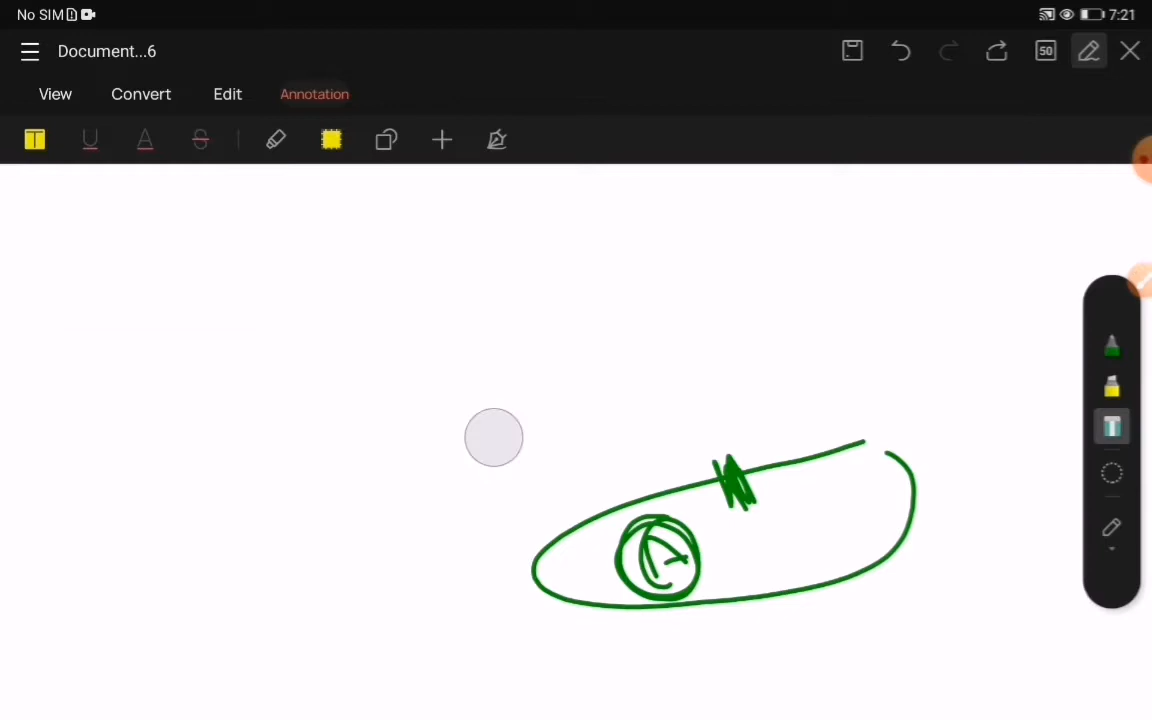 No SIM 7:21
Document...6 50
View Convert Edit Annotation
T U A S